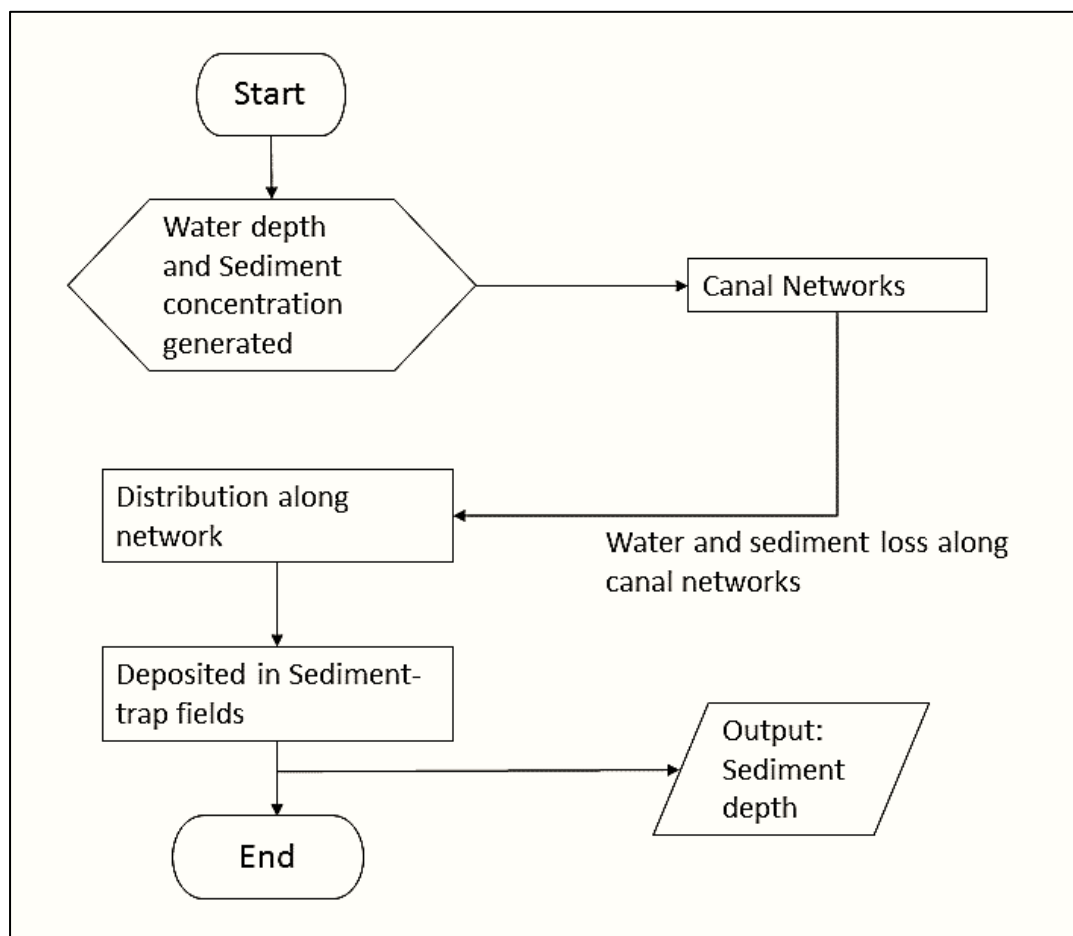 Start
Water depth
and Sediment
concentration
generated
Canal Networks
Distribution along
network
Water and sediment loss along
canal networks
Deposited in Sediment-
trap fields
Output:
Sediment
depth
End